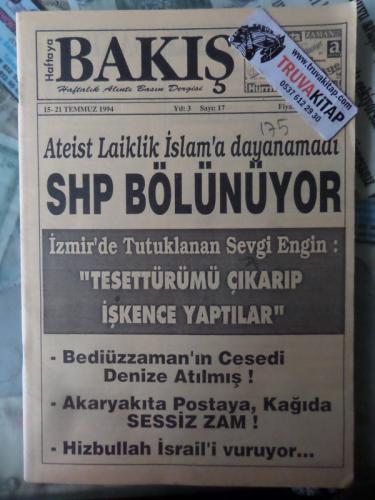 Haftaya
BAKIŞ
Haftalık Alıntı Basın Dergisi
ZAMAN
www.truvakitap.com
TRUVAKİTAP
0537 612 29 30
15- 21 TEMMUZ 1994 Yıl: 3 Sayı: 17
175
Ateist Laiklik İslam'a dayanamadı
SHP BÖLÜNÜYOR
İzmir'de Tutuklanan Sevgi Engin :
"TESETTÜRÜMÜ ÇIKARIP
İŞKENCE YAPTILAR"
- Bediüzzaman'ın Cesedi
Denize Atılmış !
- Akaryakıta Postaya, Kağıda
SESSİZ ZAM !
- Hizbullah İsrail'i vuruyor...